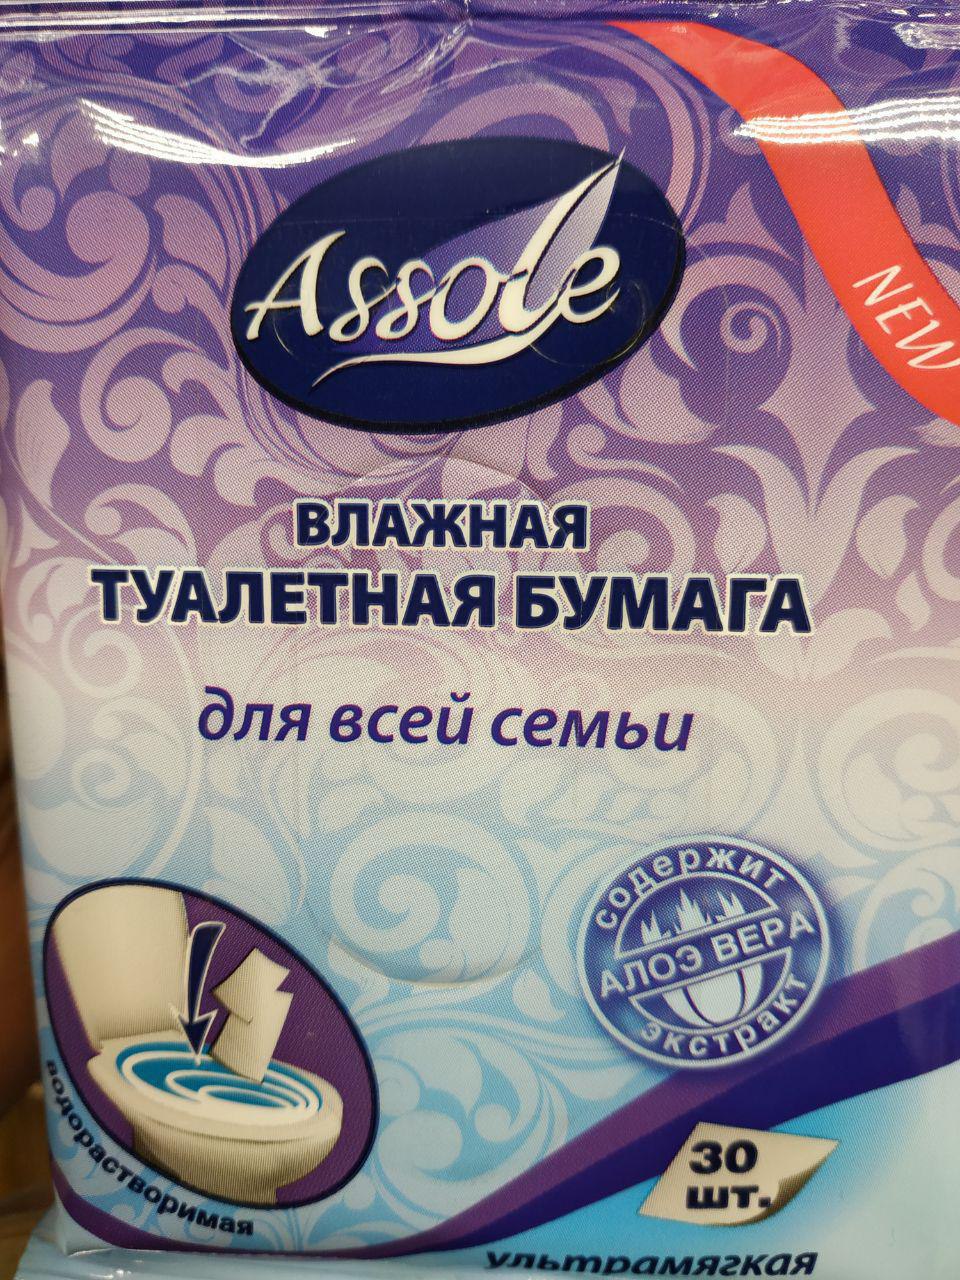 NEW
Assole
ВЛАЖНАЯ
ТУАЛЕТНАЯ БУМАГА
для всей семьи
содержит
АЛОЭ ВЕРА
экстракт
водорастворимая
30
шт.
ультрамягкая